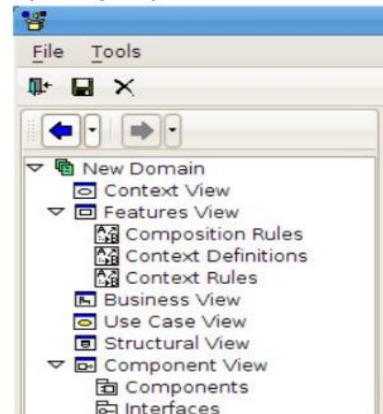 File Tools
New Domain
Context View
Features View
Composition Rules
Context Definitions
Context Rules
Business View
Use Case View
Structural View
Component View
Components
Interfaces